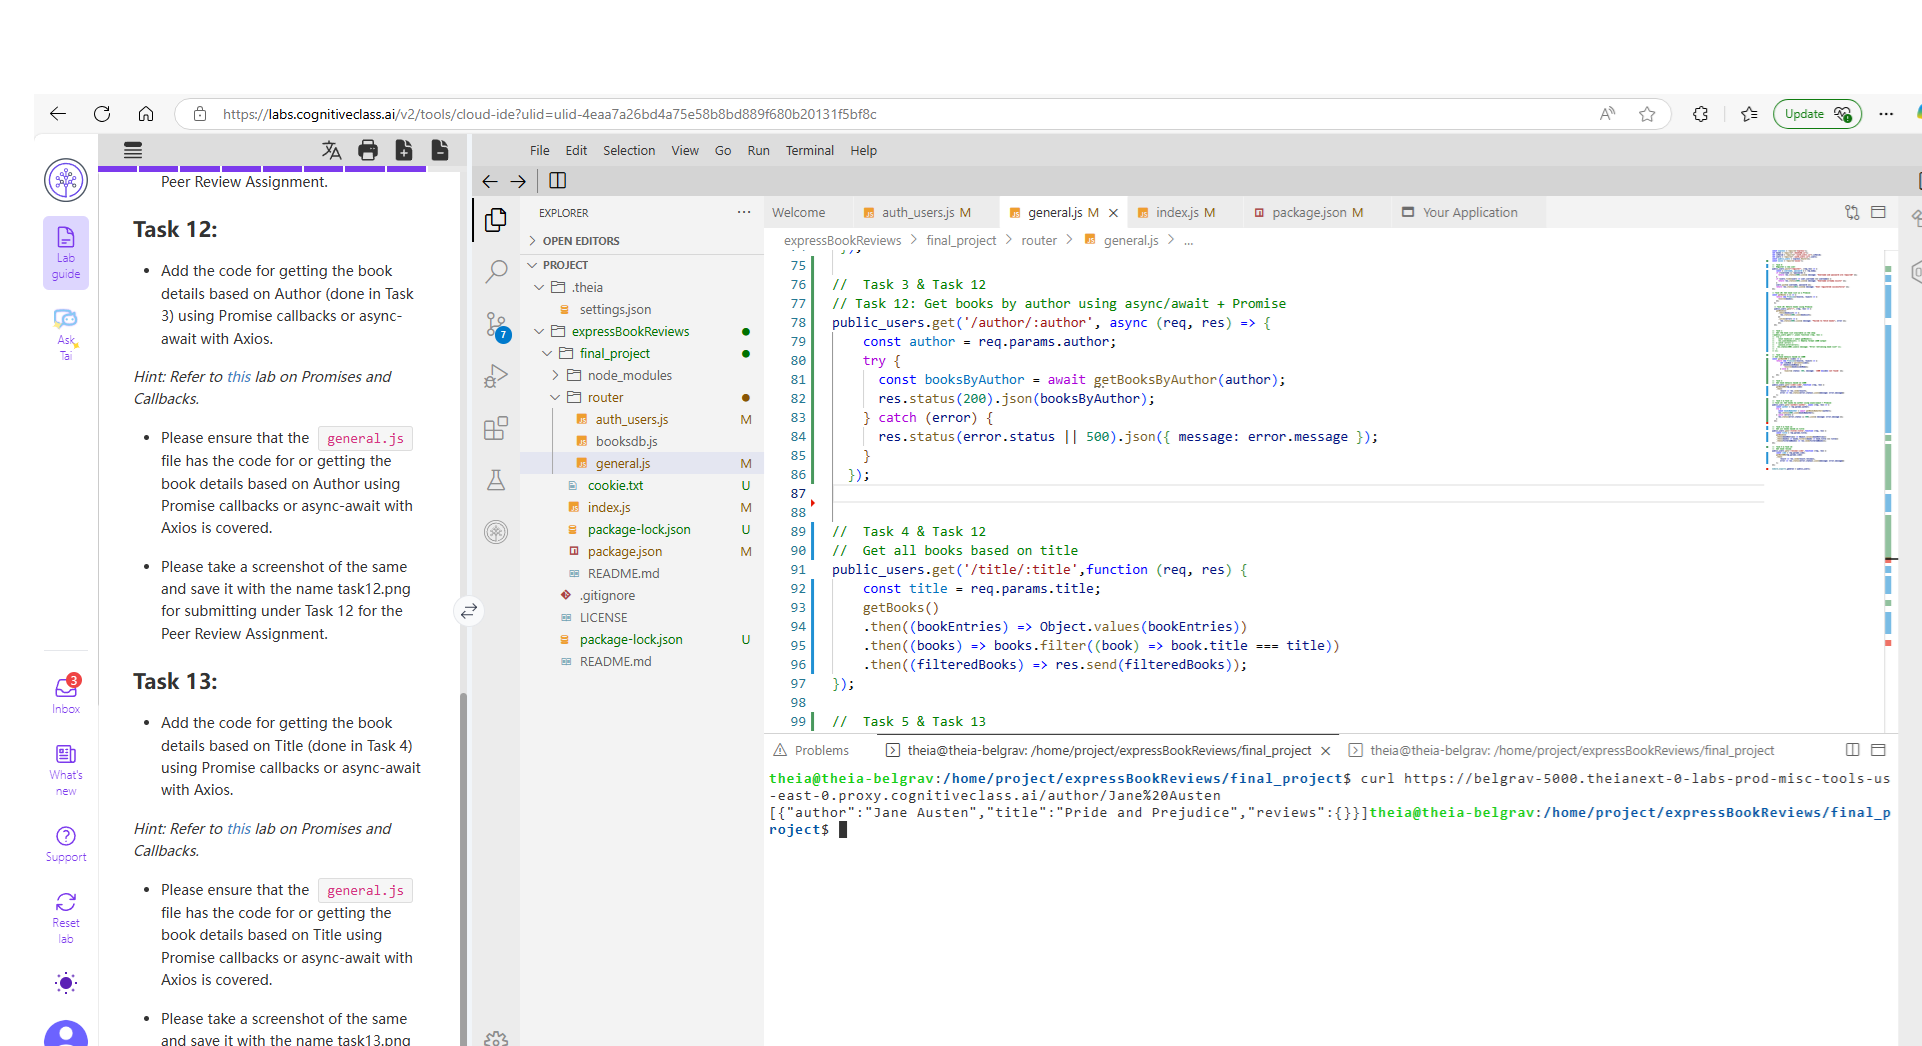 https://labs.cognitiveclass.ai/v2/tools/cloud-ide?ulid=ulid-4eaa7a26bd4a75e58b8bd889f680b20131f5bf8c
Update
File Edit Selection View Go Run Terminal Help
Lab guide
Ask Tai
3
Inbox
What's new
Support
Reset lab
Peer Review Assignment.
Task 12:
• Add the code for getting the book
details based on Author (done in Task
3) using Promise callbacks or async-
await with Axios.
Hint: Refer to this lab on Promises and
Callbacks.
• Please ensure that the general.js
file has the code for or getting the
book details based on Author using
Promise callbacks or async-await with
Axios is covered.
• Please take a screenshot of the same
and save it with the name task12.png
for submitting under Task 12 for the
Peer Review Assignment.
Task 13:
• Add the code for getting the book
details based on Title (done in Task 4)
using Promise callbacks or async-await
with Axios.
Hint: Refer to this lab on Promises and
Callbacks.
• Please ensure that the general.js
file has the code for or getting the
book details based on Title using
Promise callbacks or async-await with
Axios is covered.
• Please take a screenshot of the same
and save it with the name task13.png
7
EXPLORER ...
OPEN EDITORS
PROJECT
.theia
settings.json
expressBookReviews
final_project
node_modules
router
auth_users.js M
booksdb.js
general.js M
cookie.txt U
index.js M
package-lock.json U
package.json M
README.md
.gitignore
LICENSE
package-lock.json U
README.md
Welcome auth_users.js M general.js M index.js M package.json M Your Application
expressBookReviews > final_project > router > general.js > ...
75
76 // Task 3 & Task 12
77 // Task 12: Get books by author using async/await + Promise
78 public_users.get('/author/:author', async (req, res) => {
79 const author = req.params.author;
80 try {
81 const booksByAuthor = await getBooksByAuthor(author);
82 res.status(200).json(booksByAuthor);
83 } catch (error) {
84 res.status(error.status || 500).json({ message: error.message });
85 }
86 });
87
88
89 // Task 4 & Task 12
90 // Get all books based on title
91 public_users.get('/title/:title',function (req, res) {
92 const title = req.params.title;
93 getBooks()
94 .then((bookEntries) => Object.values(bookEntries))
95 .then((books) => books.filter((book) => book.title === title))
96 .then((filteredBooks) => res.send(filteredBooks));
97 });
98
99 // Task 5 & Task 13
Problems theia@theia-belgrav: /home/project/expressBookReviews/final_project theia@theia-belgrav: /home/project/expressBookReviews/final_project
theia@theia-belgrav:/home/project/expressBookReviews/final_project$ curl https://belgrav-5000.theianext-0-labs-prod-misc-tools-us
-east-0.proxy.cognitiveclass.ai/author/Jane%20Austen
[{"author":"Jane Austen","title":"Pride and Prejudice","reviews":{}}]theia@theia-belgrav:/home/project/expressBookReviews/final_p
roject$